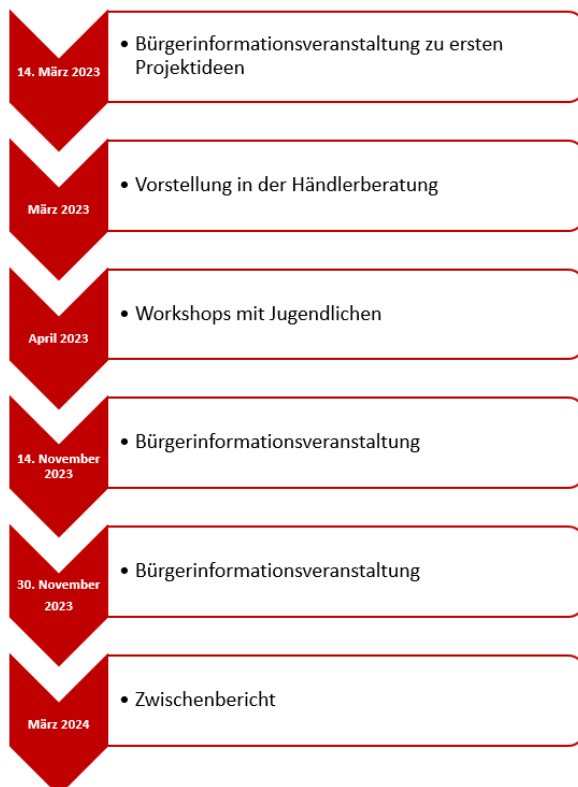 14. März 2023
• Bürgerinformationsveranstaltung zu ersten
Projektideen
März 2023
• Vorstellung in der Händlerberatung
April 2023
• Workshops mit Jugendlichen
14. November
2023
• Bürgerinformationsveranstaltung
30. November
2023
• Bürgerinformationsveranstaltung
März 2024
• Zwischenbericht